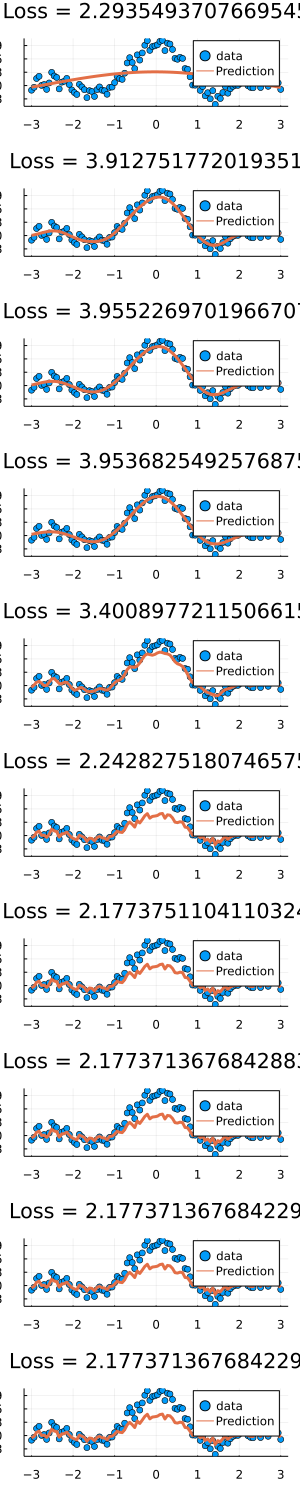 Loss = 2.293549370766954
data
Prediction
−3 −2 −1 0 1 2 3
Loss = 3.912751772019351
data
Prediction
−3 −2 −1 0 1 2 3
Loss = 3.95522697019667
data
Prediction
−3 −2 −1 0 1 2 3
Loss = 3.953682549257687
data
Prediction
−3 −2 −1 0 1 2 3
Loss = 3.400897721150661
data
Prediction
−3 −2 −1 0 1 2 3
Loss = 2.242827518074657
data
Prediction
−3 −2 −1 0 1 2 3
Loss = 2.177375110411032
data
Prediction
−3 −2 −1 0 1 2 3
Loss = 2.177371367684288
data
Prediction
−3 −2 −1 0 1 2 3
Loss = 2.177371367684229
data
Prediction
−3 −2 −1 0 1 2 3
Loss = 2.177371367684229
data
Prediction
−3 −2 −1 0 1 2 3